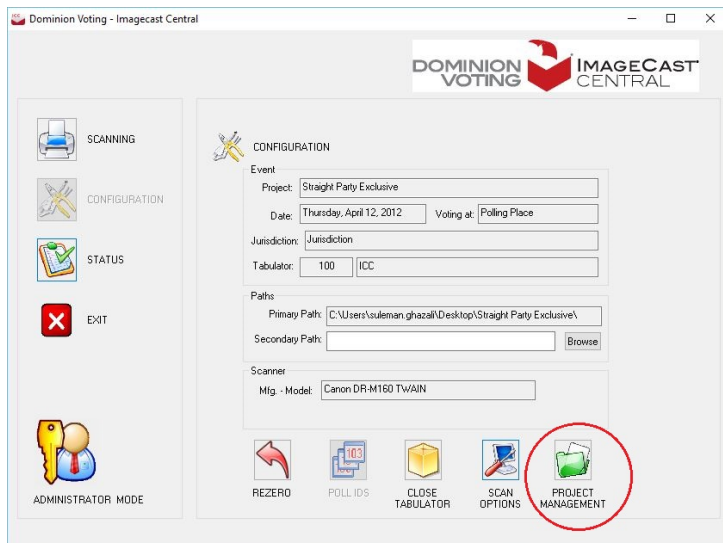 Dominion Voting - Imagecast Central
DOMINION VOTING
IMAGECAST CENTRAL
SCANNING
CONFIGURATION
STATUS
EXIT
ADMINISTRATOR MODE
CONFIGURATION
Event
Project: Straight Party Exclusive
Date: Thursday, April 12, 2012 Voting at: Polling Place
Jurisdiction: Jurisdiction
Tabulator: 100 ICC
Paths
Primary Path: C:\Users\suleman.ghazali\Desktop\Straight Party Exclusive\
Secondary Path: Browse
Scanner
Mfg. - Model: Canon DR-M160 TWAIN
REZERO
103
POLL IDS
CLOSE
TABULATOR
SCAN
OPTIONS
PROJECT
MANAGEMENT